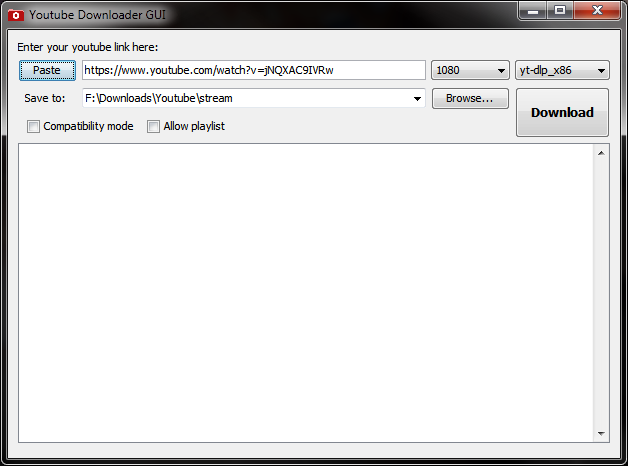 Youtube Downloader GUI
Enter your youtube link here:
Paste https://www.youtube.com/watch?v=jNQXAC9IVRw 1080 yt-dlp_x86
Save to: F:\Downloads\Youtube\stream Browse... Download
Compatibility mode Allow playlist